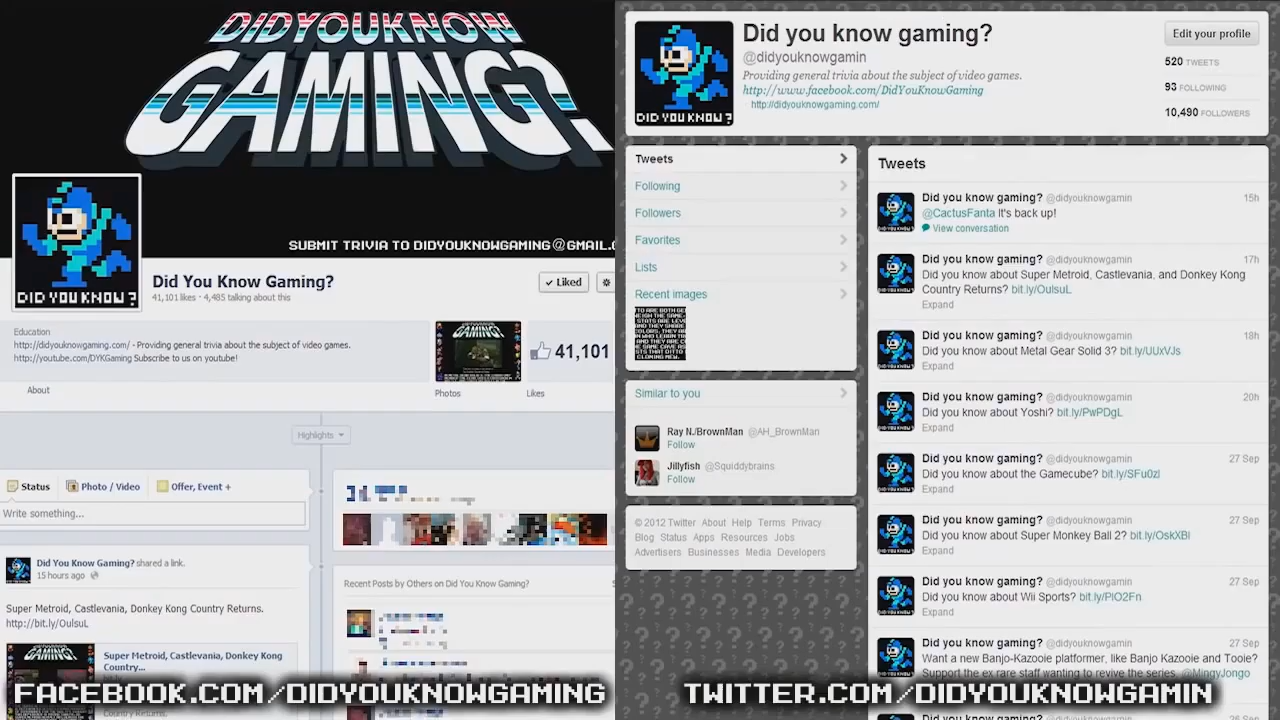 DIDYOUKNOW
GAMING?
DID YOU KNOW?
SUBMIT TRIVIA TO DIDYOUKNOWGAMING@GMAIL.C
Did You Know Gaming?
41,101 likes · 4,485 talking about this
Liked
Education
http://didyouknowgaming.com/ - Providing general trivia about the subject of video games.
http://youtube.com/DYKGaming Subscribe to us on youtube!
41,101
About
Photos
Likes
Highlights
Status
Photo / Video
Offer, Event +
Write something...
Did You Know Gaming? shared a link.
15 hours ago
Super Metroid, Castlevania, Donkey Kong Country Returns.
http://bit.ly/OulsuL
Super Metroid, Castlevania, Donkey Kong
Country...
Country Returns.
Recent Posts by Others on Did You Know Gaming?
FACEBOOK.COM/DIDYOUKNOWGAMING
Did you know gaming?
@didyouknowgamin
Providing general trivia about the subject of video games.
http://www.facebook.com/DidYouKnowGaming
http://didyouknowgaming.com/
DID YOU KNOW?
Edit your profile
520 TWEETS
93 FOLLOWING
10,490 FOLLOWERS
Tweets
Following
Followers
Favorites
Lists
Recent images
Similar to you
Ray N./BrownMan @AH_BrownMan
Follow
Jillyfish @Squiddybrains
Follow
© 2012 Twitter About Help Terms Privacy
Blog Status Apps Resources Jobs
Advertisers Businesses Media Developers
Tweets
Did you know gaming? @didyouknowgamin 15h
@CactusFanta It's back up!
View conversation
Did you know gaming? @didyouknowgamin 17h
Did you know about Super Metroid, Castlevania, and Donkey Kong
Country Returns? bit.ly/OulsuL
Expand
Did you know gaming? @didyouknowgamin 18h
Did you know about Metal Gear Solid 3? bit.ly/UUxVJs
Expand
Did you know gaming? @didyouknowgamin 20h
Did you know about Yoshi? bit.ly/PwPDgL
Expand
Did you know gaming? @didyouknowgamin 27 Sep
Did you know about the Gamecube? bit.ly/SFu0zl
Expand
Did you know gaming? @didyouknowgamin 27 Sep
Did you know about Super Monkey Ball 2? bit.ly/OskXBl
Expand
Did you know gaming? @didyouknowgamin 27 Sep
Did you know about Wii Sports? bit.ly/PlO2Fn
Expand
Did you know gaming? @didyouknowgamin 27 Sep
Want a new Banjo-Kazooie platformer, like Banjo Kazooie and Tooie?
Support the ex rare staff wanting to revive the series. @MingyJongo
Did you know gaming? @didyouknowgamin 26 Sep
TWITTER.COM/DIDYOUKNOWGAMIN